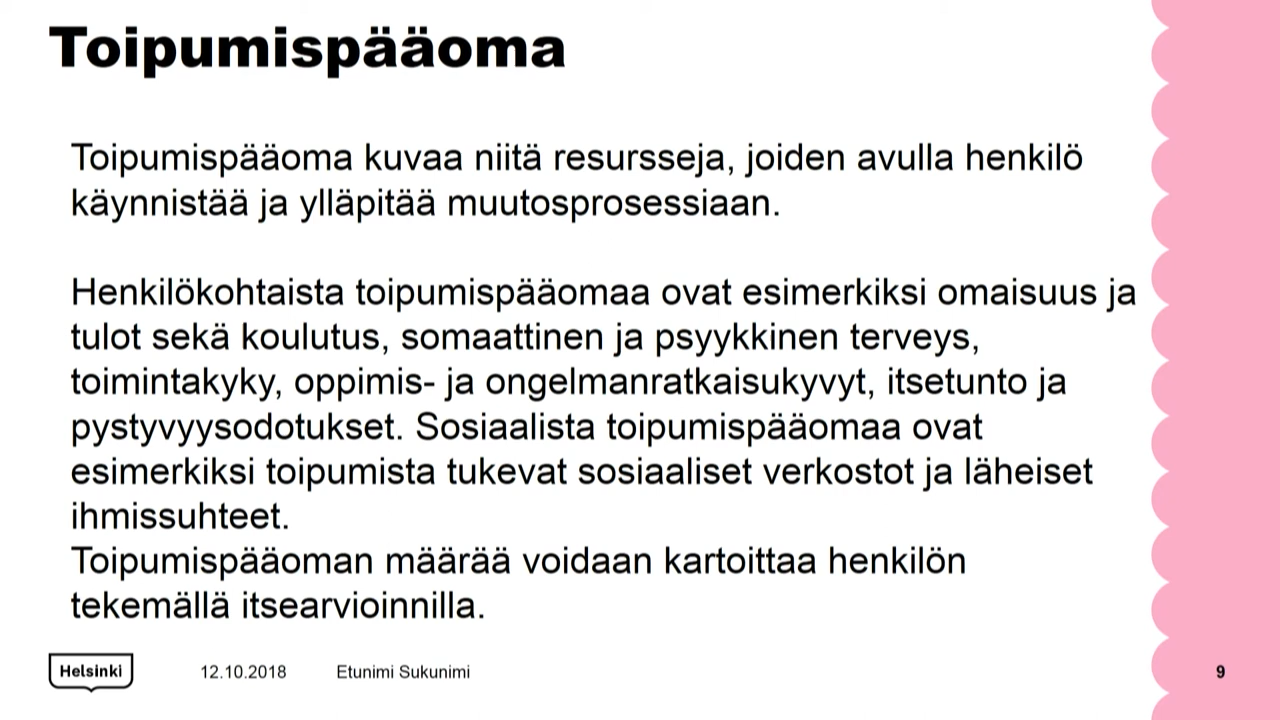 Toipumispääoma
Toipumispääoma kuvaa niitä resursseja, joiden avulla henkilö
käynnistää ja ylläpitää muutosprosessiaan.
Henkilökohtaista toipumispääomaa ovat esimerkiksi omaisuus ja
tulot sekä koulutus, somaattinen ja psyykkinen terveys,
toimintakyky, oppimis- ja ongelmanratkaisukyvyt, itsetunto ja
pystyvyysodotukset. Sosiaalista toipumispääomaa ovat
esimerkiksi toipumista tukevat sosiaaliset verkostot ja läheiset
ihmissuhteet.
Toipumispääoman määrää voidaan kartoittaa henkilön
tekemällä itsearvioinnilla.
Helsinki 12.10.2018 Etunimi Sukunimi 9